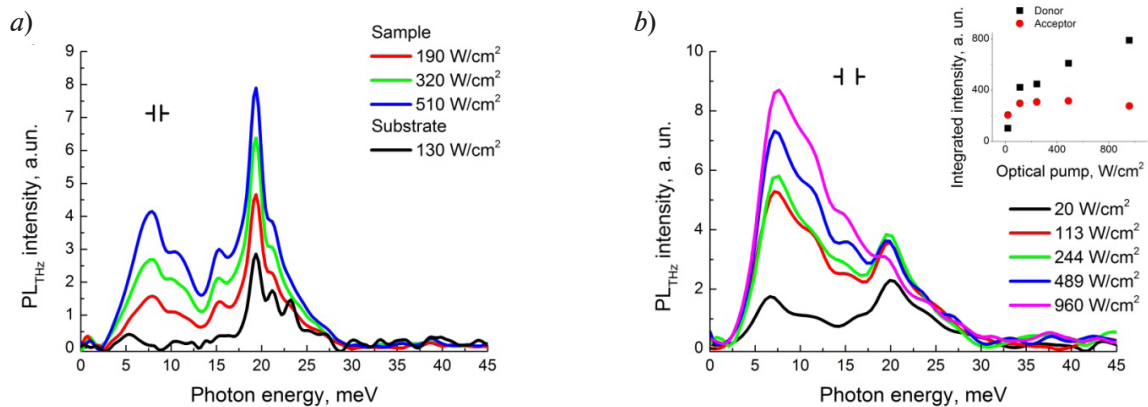 a)
Sample
190 W/cm²
320 W/cm²
510 W/cm²
Substrate
130 W/cm²
PL_THz intensity, a.un.
9
8
7
6
5
4
3
2
1
0
0 5 10 15 20 25 30 35 40 45
Photon energy, meV
b)
Donor
Acceptor
Integrated intensity, a. un.
800
400
0
0 400 800
Optical pump, W/cm²
20 W/cm²
113 W/cm²
244 W/cm²
489 W/cm²
960 W/cm²
PL_THz intensity, a. un.
10
8
6
4
2
0
0 5 10 15 20 25 30 35 40 45
Photon energy, meV